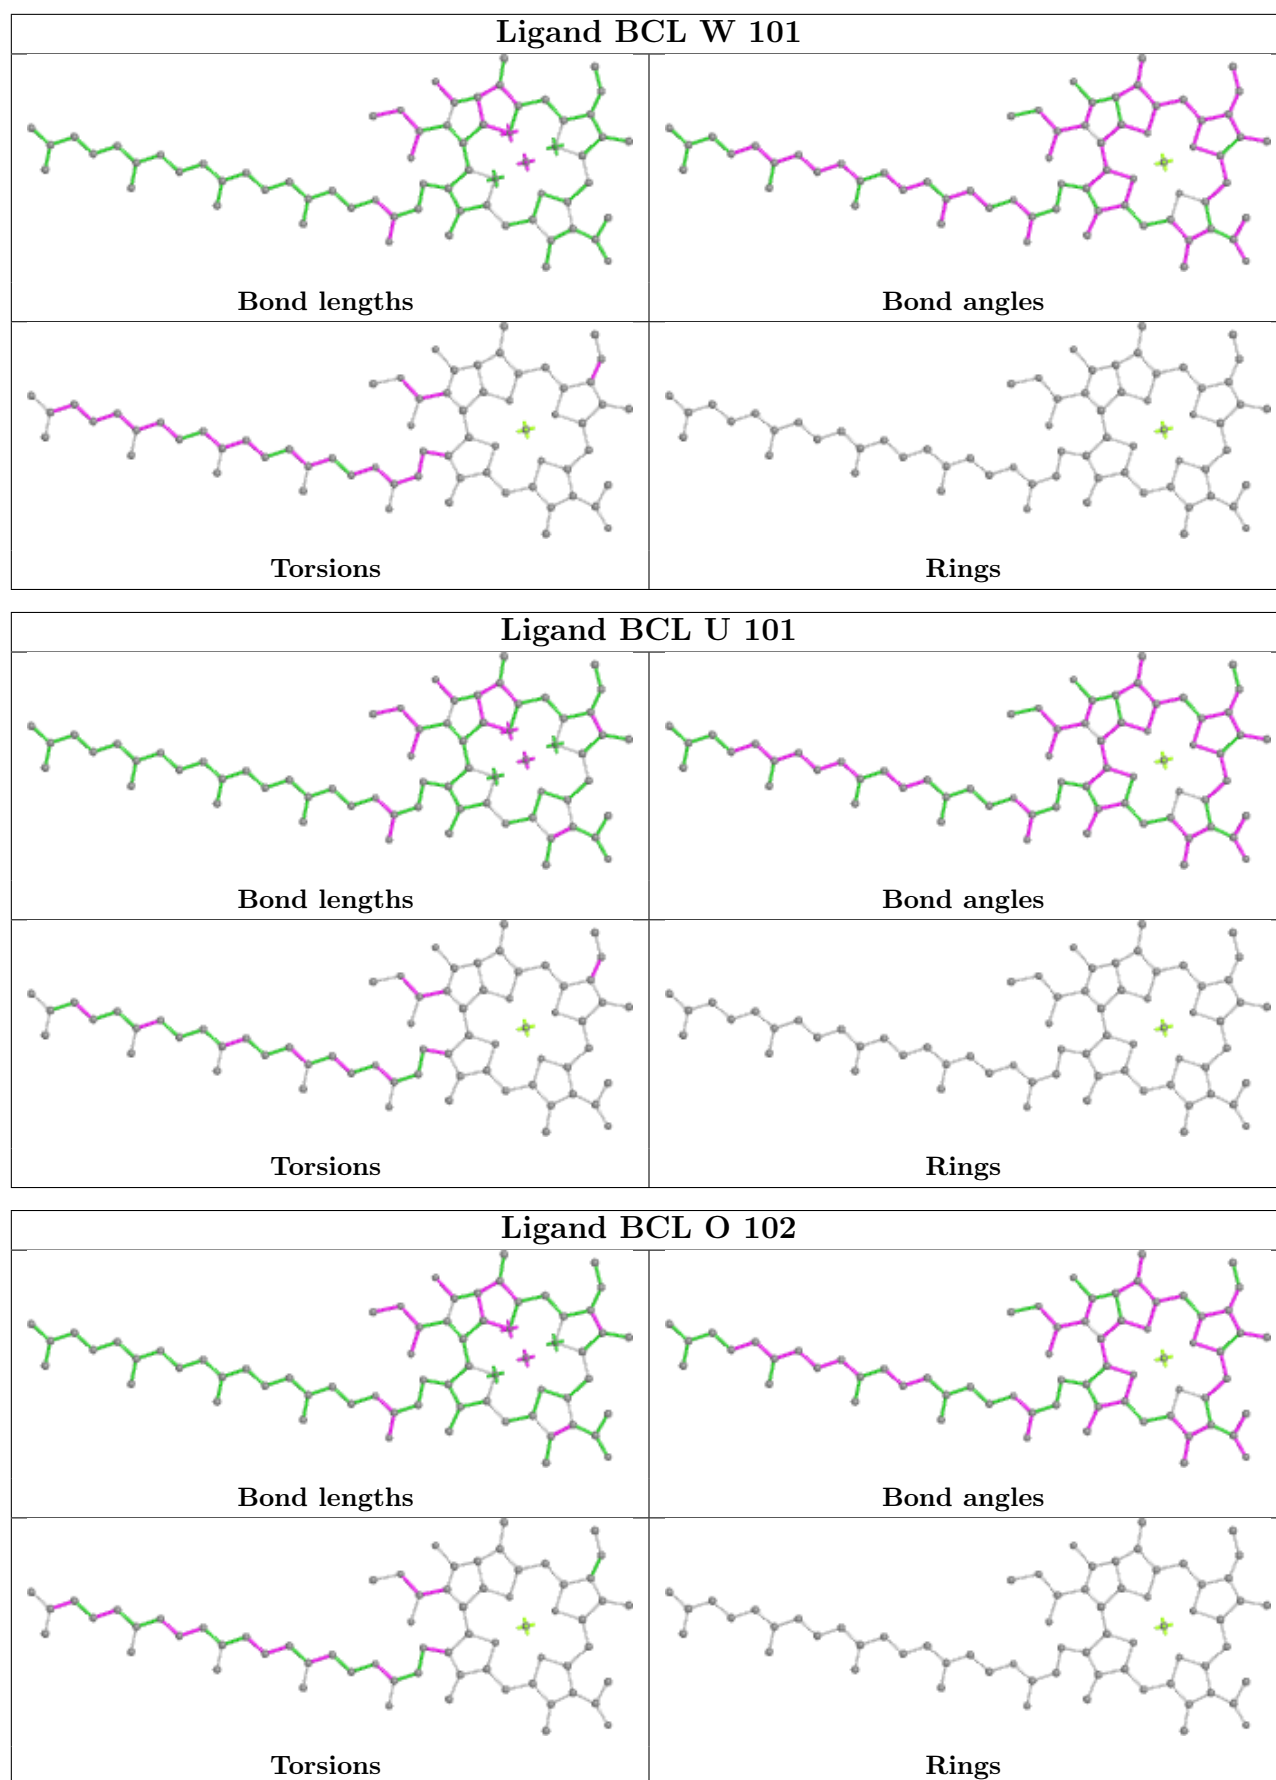 Ligand BCL W 101
Bond lengths
Bond angles
Torsions
Rings
Ligand BCL U 101
Bond lengths
Bond angles
Torsions
Rings
Ligand BCL O 102
Bond lengths
Bond angles
Torsions
Rings